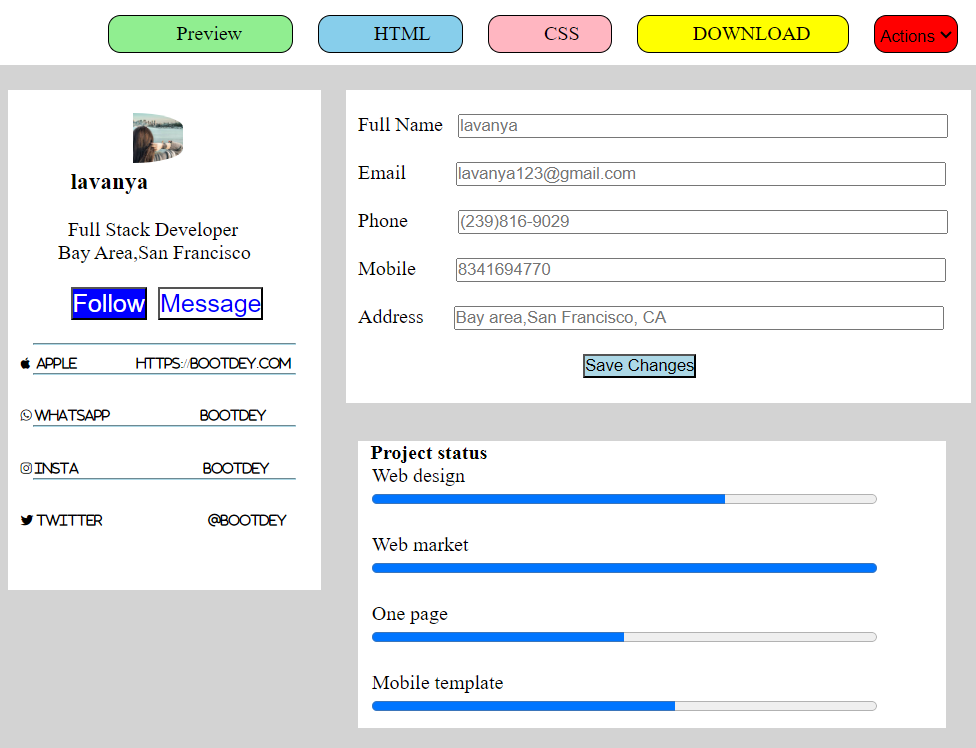 Preview HTML CSS DOWNLOAD Actions
lavanya
Full Stack Developer
Bay Area,San Francisco
Follow Message
APPLE HTTPS://BOOTDEY.COM
WHATSAPP BOOTDEY
INSTA BOOTDEY
TWITTER @BOOTDEY
Full Name lavanya
Email lavanya123@gmail.com
Phone (239)816-9029
Mobile 8341694770
Address Bay area,San Francisco, CA
Save Changes
Project status
Web design
Web market
One page
Mobile template